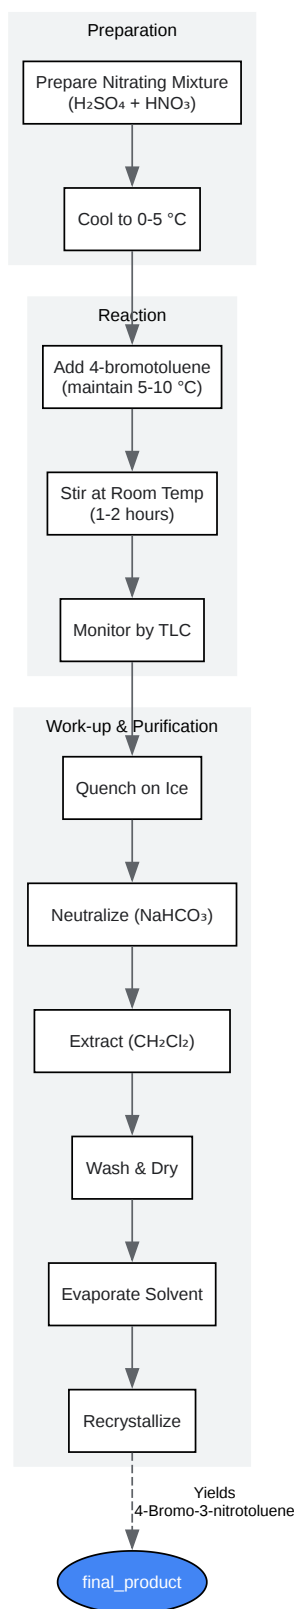 Preparation
Prepare Nitrating Mixture
(H₂SO₄ + HNO₃)
Cool to 0-5 °C
Reaction
Add 4-bromotoluene
(maintain 5-10 °C)
Stir at Room Temp
(1-2 hours)
Monitor by TLC
Work-up & Purification
Quench on Ice
Neutralize (NaHCO₃)
Extract (CH₂Cl₂)
Wash & Dry
Evaporate Solvent
Recrystallize
Yields
4-Bromo-3-nitrotoluene
final_product